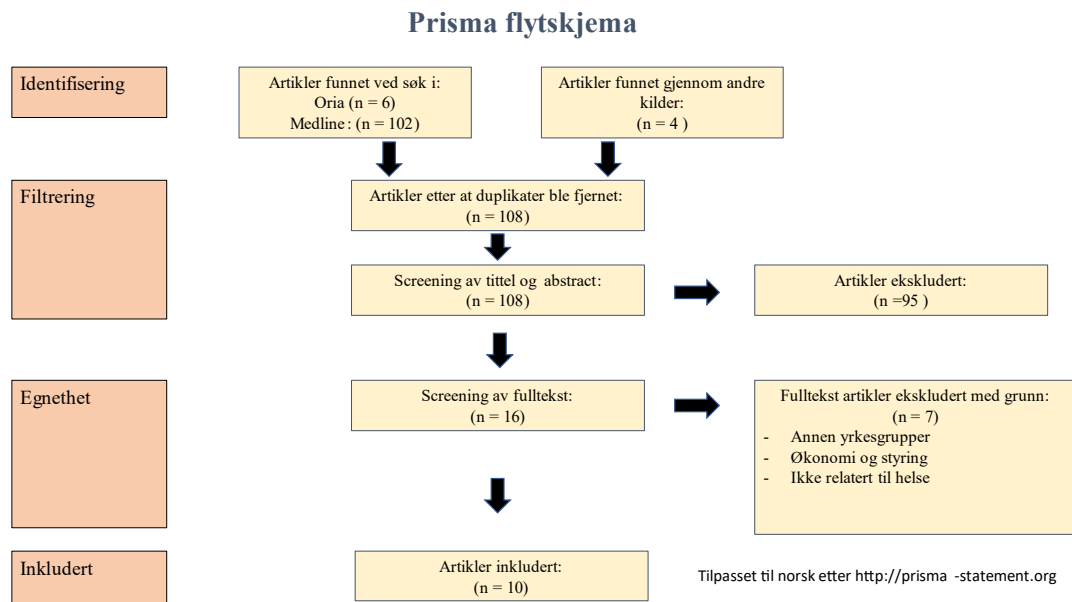 Prisma flytskjema
Identifisering
Artikler funnet ved søk i:
Oria (n = 6)
Medline : (n = 102)
Artikler funnet gjennom andre
kilder:
(n = 4 )
Filtrering
Artikler etter at duplikater ble fjernet:
(n = 108)
Screening av tittel og abstract:
(n = 108)
Artikler ekskludert:
(n =95 )
Egnethet
Screening av fulltekst:
(n = 16)
Fulltekst artikler ekskludert med grunn:
(n = 7)
- Annen yrkesgrupper
- Økonomi og styring
- Ikke relatert til helse
Inkludert
Artikler inkludert:
(n = 10)
Tilpasset til norsk etter http://prisma -statement.org